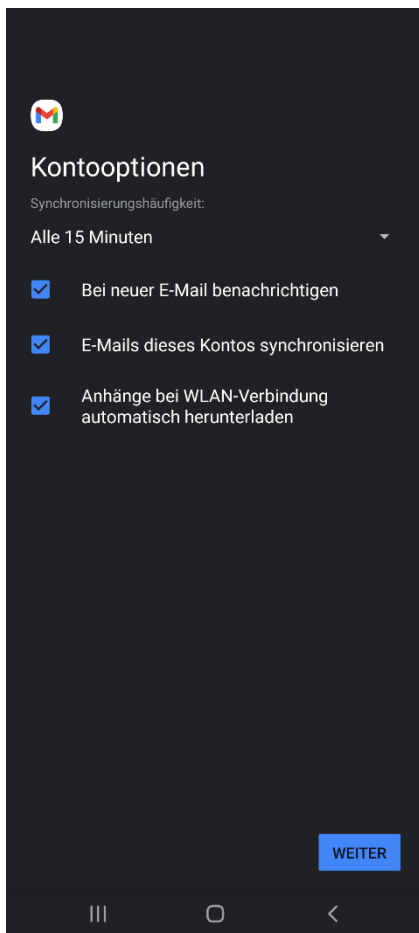 Kontooptionen
Synchronisierungshäufigkeit:
Alle 15 Minuten
Bei neuer E-Mail benachrichtigen
E-Mails dieses Kontos synchronisieren
Anhänge bei WLAN-Verbindung
automatisch herunterladen
WEITER